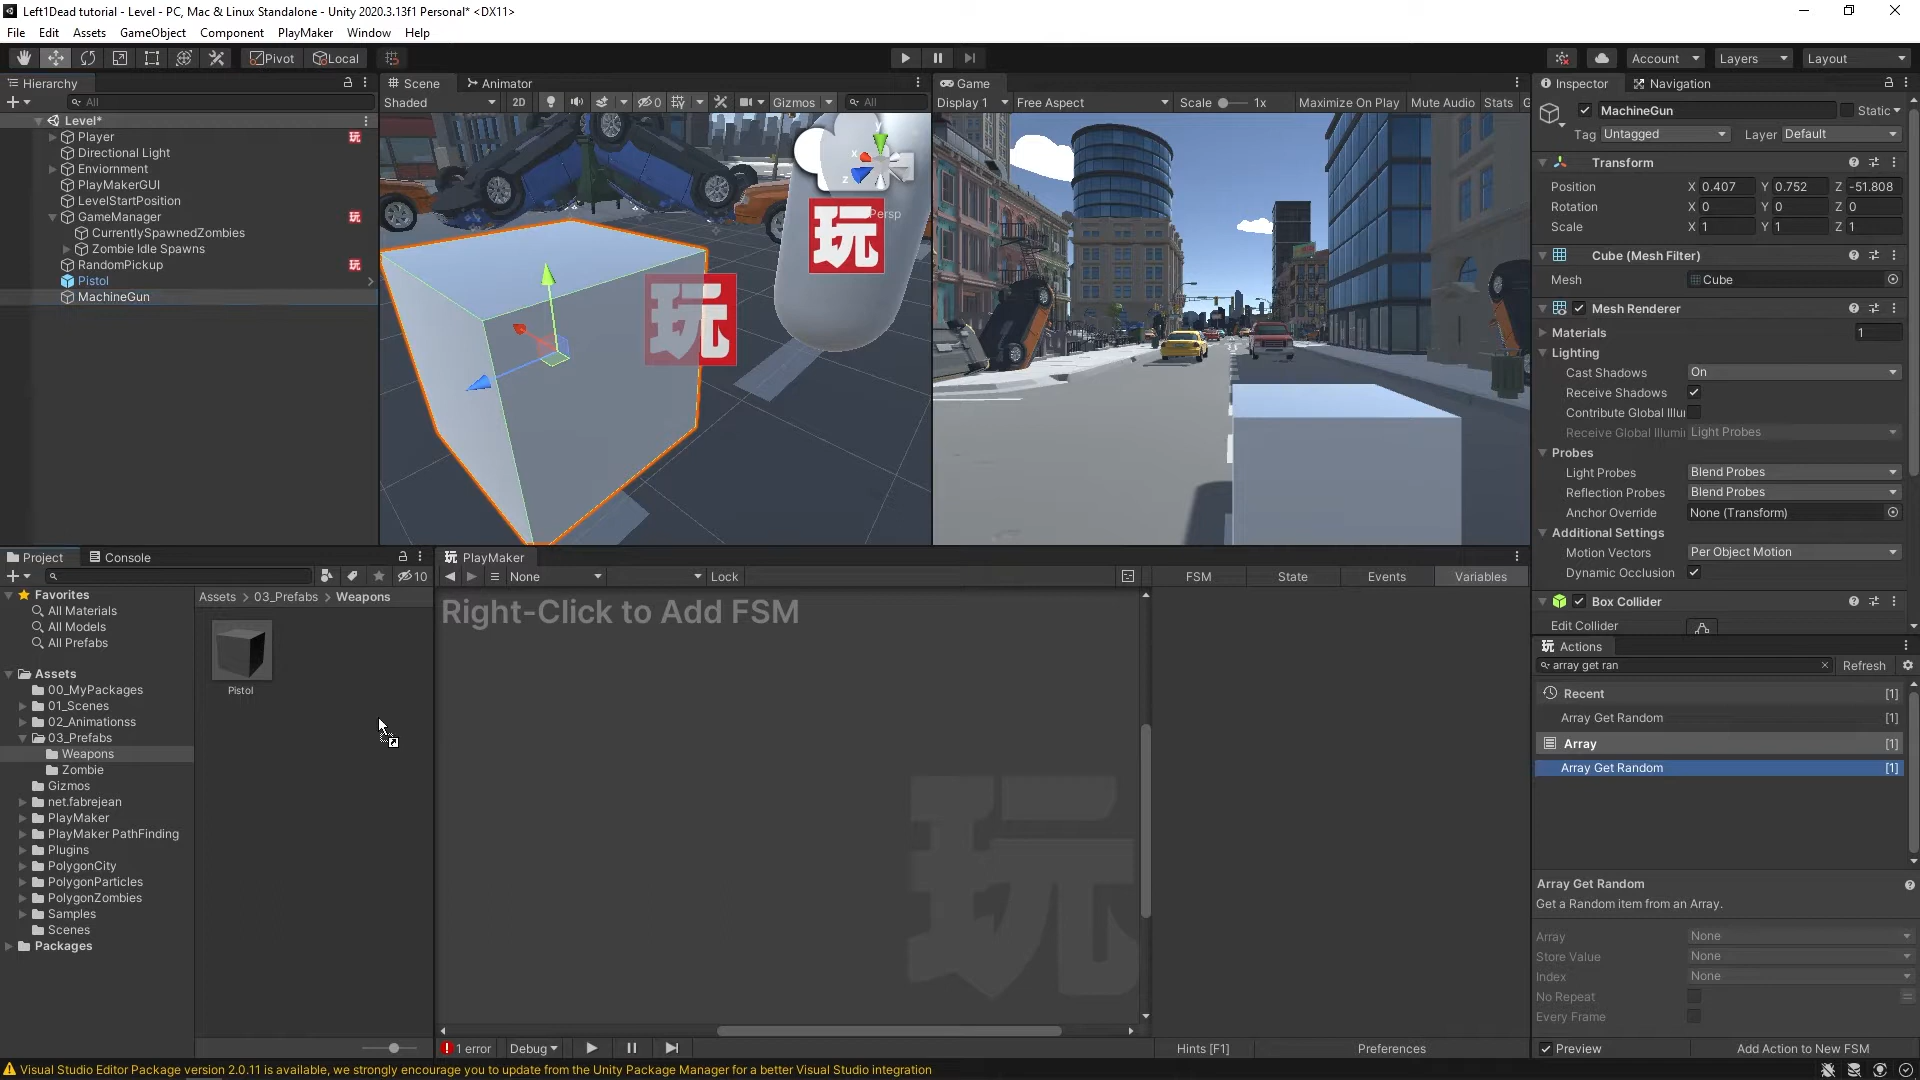 Left1Dead tutorial - Level - PC, Mac & Linux Standalone - Unity 2020.3.13f1 Personal* <DX11>
File Edit Assets GameObject Component PlayMaker Window Help
Pivot Local Account Layers Layout
Hierarchy
All
Level*
Player 玩
Directional Light
Enviornment
PlayMakerGUI
LevelStartPosition
GameManager 玩
CurrentlySpawnedZombies
Zombie Idle Spawns
RandomPickup 玩
Pistol
MachineGun
Scene Animator
Shaded 2D 0 Gizmos All
y
x
z
Persp
玩
玩
Game
Display 1 Free Aspect Scale 1x Maximize On Play Mute Audio Stats G
Inspector Navigation
MachineGun Static
Tag Untagged Layer Default
Transform
Position X 0.407 Y 0.752 Z -51.808
Rotation X 0 Y 0 Z 0
Scale X 1 Y 1 Z 1
Cube (Mesh Filter)
Mesh Cube
Mesh Renderer
Materials 1
Lighting
Cast Shadows On
Receive Shadows
Contribute Global Illu
Receive Global Illumi Light Probes
Probes
Light Probes Blend Probes
Reflection Probes Blend Probes
Anchor Override None (Transform)
Additional Settings
Motion Vectors Per Object Motion
Dynamic Occlusion
Box Collider
Edit Collider
Project Console
10
Favorites
All Materials
All Models
All Prefabs
Assets
00_MyPackages
01_Scenes
02_Animationss
03_Prefabs
Weapons
Zombie
Gizmos
net.fabrejean
PlayMaker
PlayMaker PathFinding
Plugins
PolygonCity
PolygonParticles
PolygonZombies
Samples
Scenes
Packages
Assets > 03_Prefabs > Weapons
Pistol
玩 PlayMaker
None Lock FSM State Events Variables
Right-Click to Add FSM
玩
1 error Debug Hints [F1] Preferences
玩 Actions
array get ran Refresh
Recent [1]
Array Get Random [1]
Array [1]
Array Get Random [1]
Array Get Random
Get a Random item from an Array.
Array None
Store Value None
Index None
No Repeat
Every Frame
Preview Add Action to New FSM
Visual Studio Editor Package version 2.0.11 is available, we strongly encourage you to update from the Unity Package Manager for a better Visual Studio integration